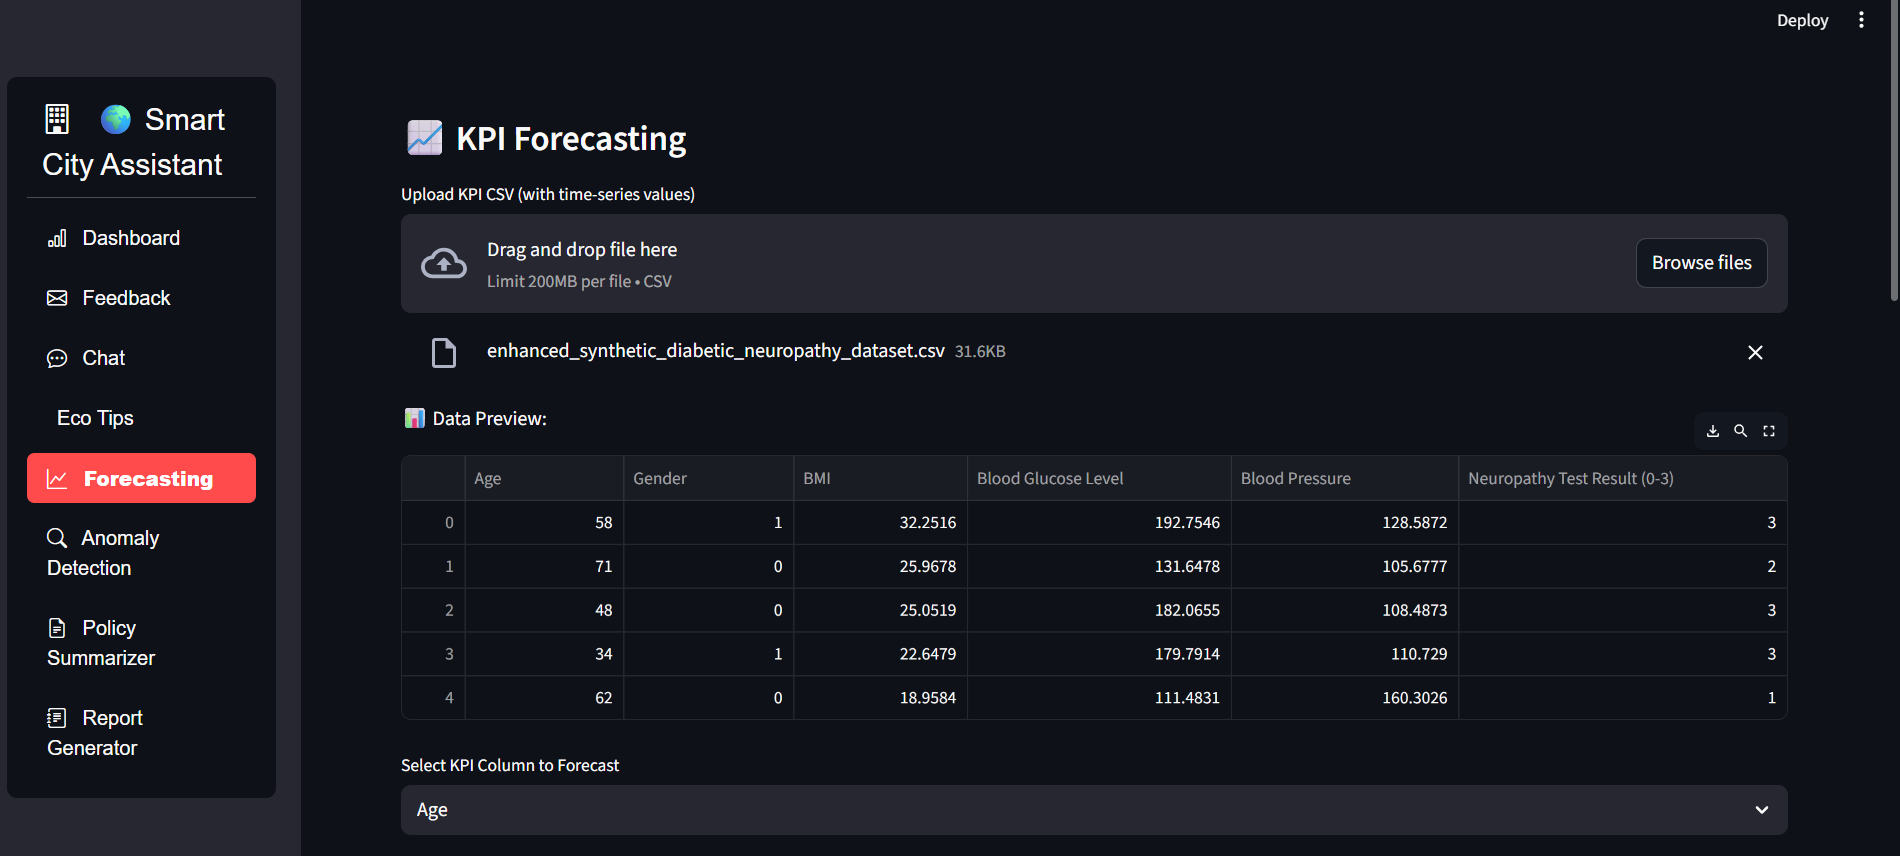 Deploy
Smart
City Assistant
Dashboard
Feedback
Chat
Eco Tips
Forecasting
Anomaly
Detection
Policy
Summarizer
Report
Generator
KPI Forecasting
Upload KPI CSV (with time-series values)
Drag and drop file here
Limit 200MB per file • CSV
Browse files
enhanced_synthetic_diabetic_neuropathy_dataset.csv 31.6KB
Data Preview:
Age Gender BMI Blood Glucose Level Blood Pressure Neuropathy Test Result (0-3)
0 58 1 32.2516 192.7546 128.5872 3
1 71 0 25.9678 131.6478 105.6777 2
2 48 0 25.0519 182.0655 108.4873 3
3 34 1 22.6479 179.7914 110.729 3
4 62 0 18.9584 111.4831 160.3026 1
Select KPI Column to Forecast
Age